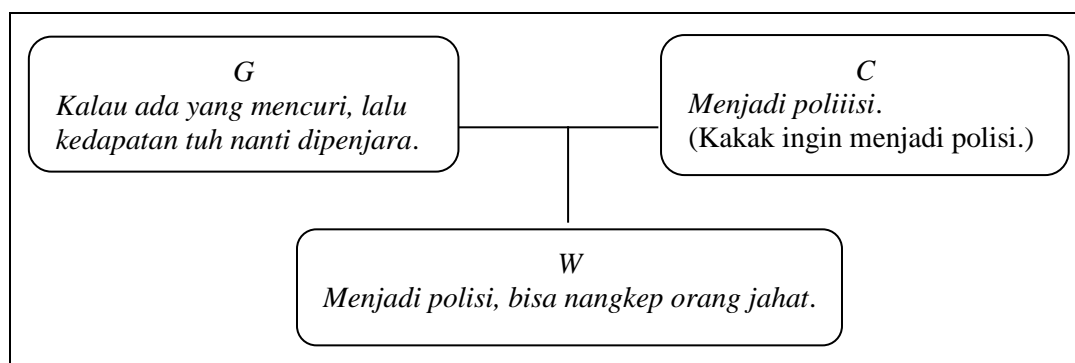 G
Kalau ada yang mencuri, lalu
kedapatan tuh nanti dipenjara.
C
Menjadi poliiisi.
(Kakak ingin menjadi polisi.)
W
Menjadi polisi, bisa nangkep orang jahat.